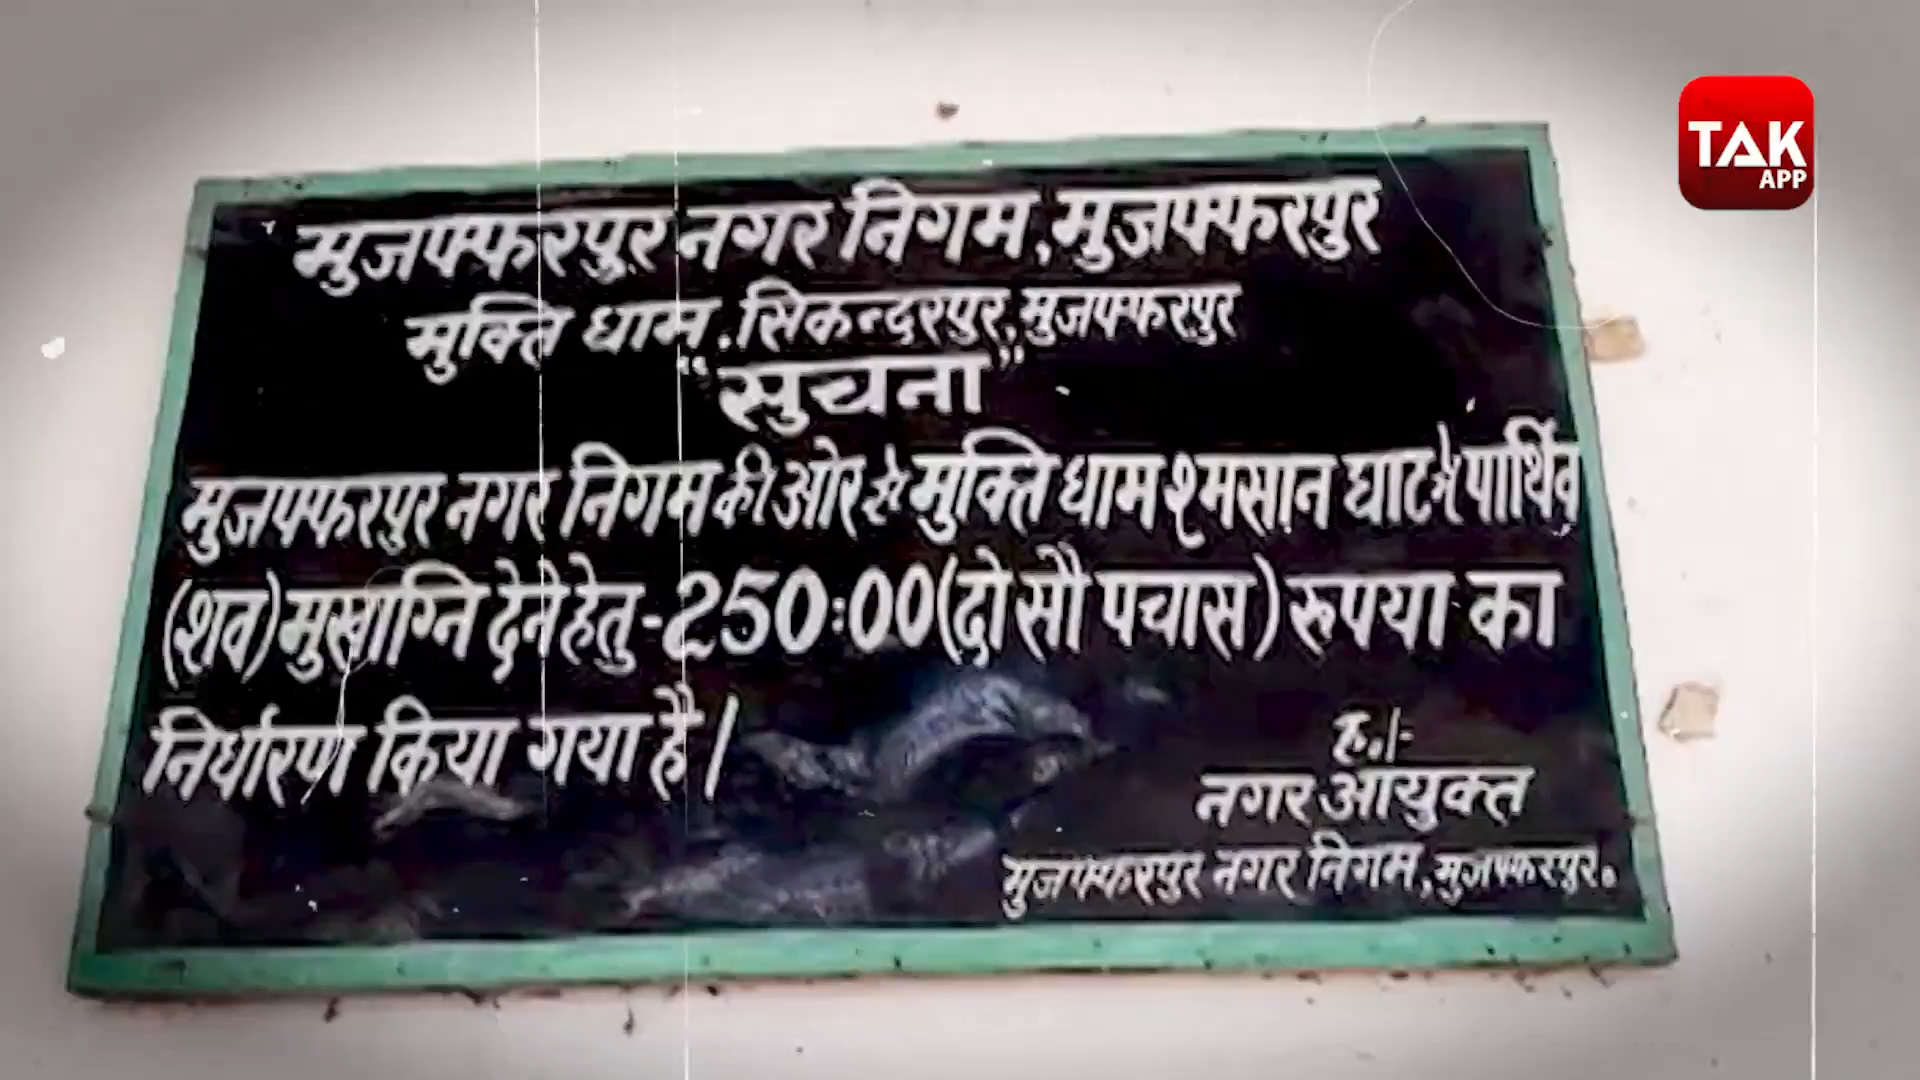 TAK
APP
मुजफ्फरपुर नगर निगम, मुजफ्फरपुर
मुक्ति धाम, सिकन्दरपुर, मुजफ्फरपुर
"सुचना"
मुजफ्फरपुर नगर निगम की ओर से मुक्ति धाम श्मसान घाट में पार्थिव
(शव) मुखाग्नि देने हेतु - 250:00 (दो सौ पचास) रुपया का
निर्धारण किया गया है।
ह./-
नगर आयुक्त
मुजफ्फरपुर नगर निगम, मुजफ्फरपुर.